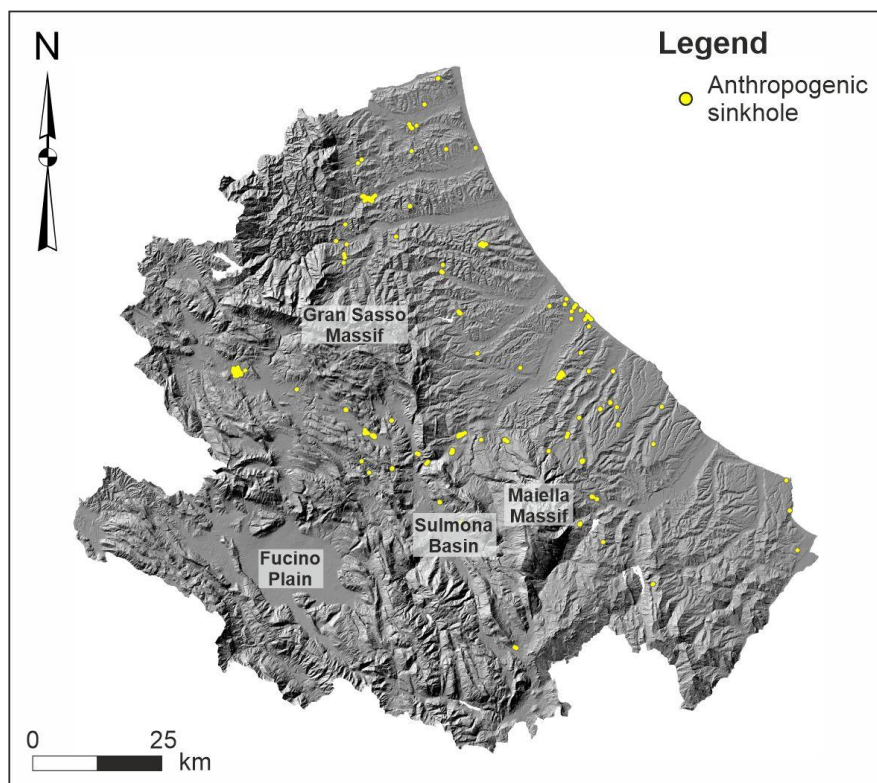 N
Legend
Anthropogenic
sinkhole
Gran Sasso
Massif
Maiella
Massif
Sulmona
Basin
Fucino
Plain
0 25
km